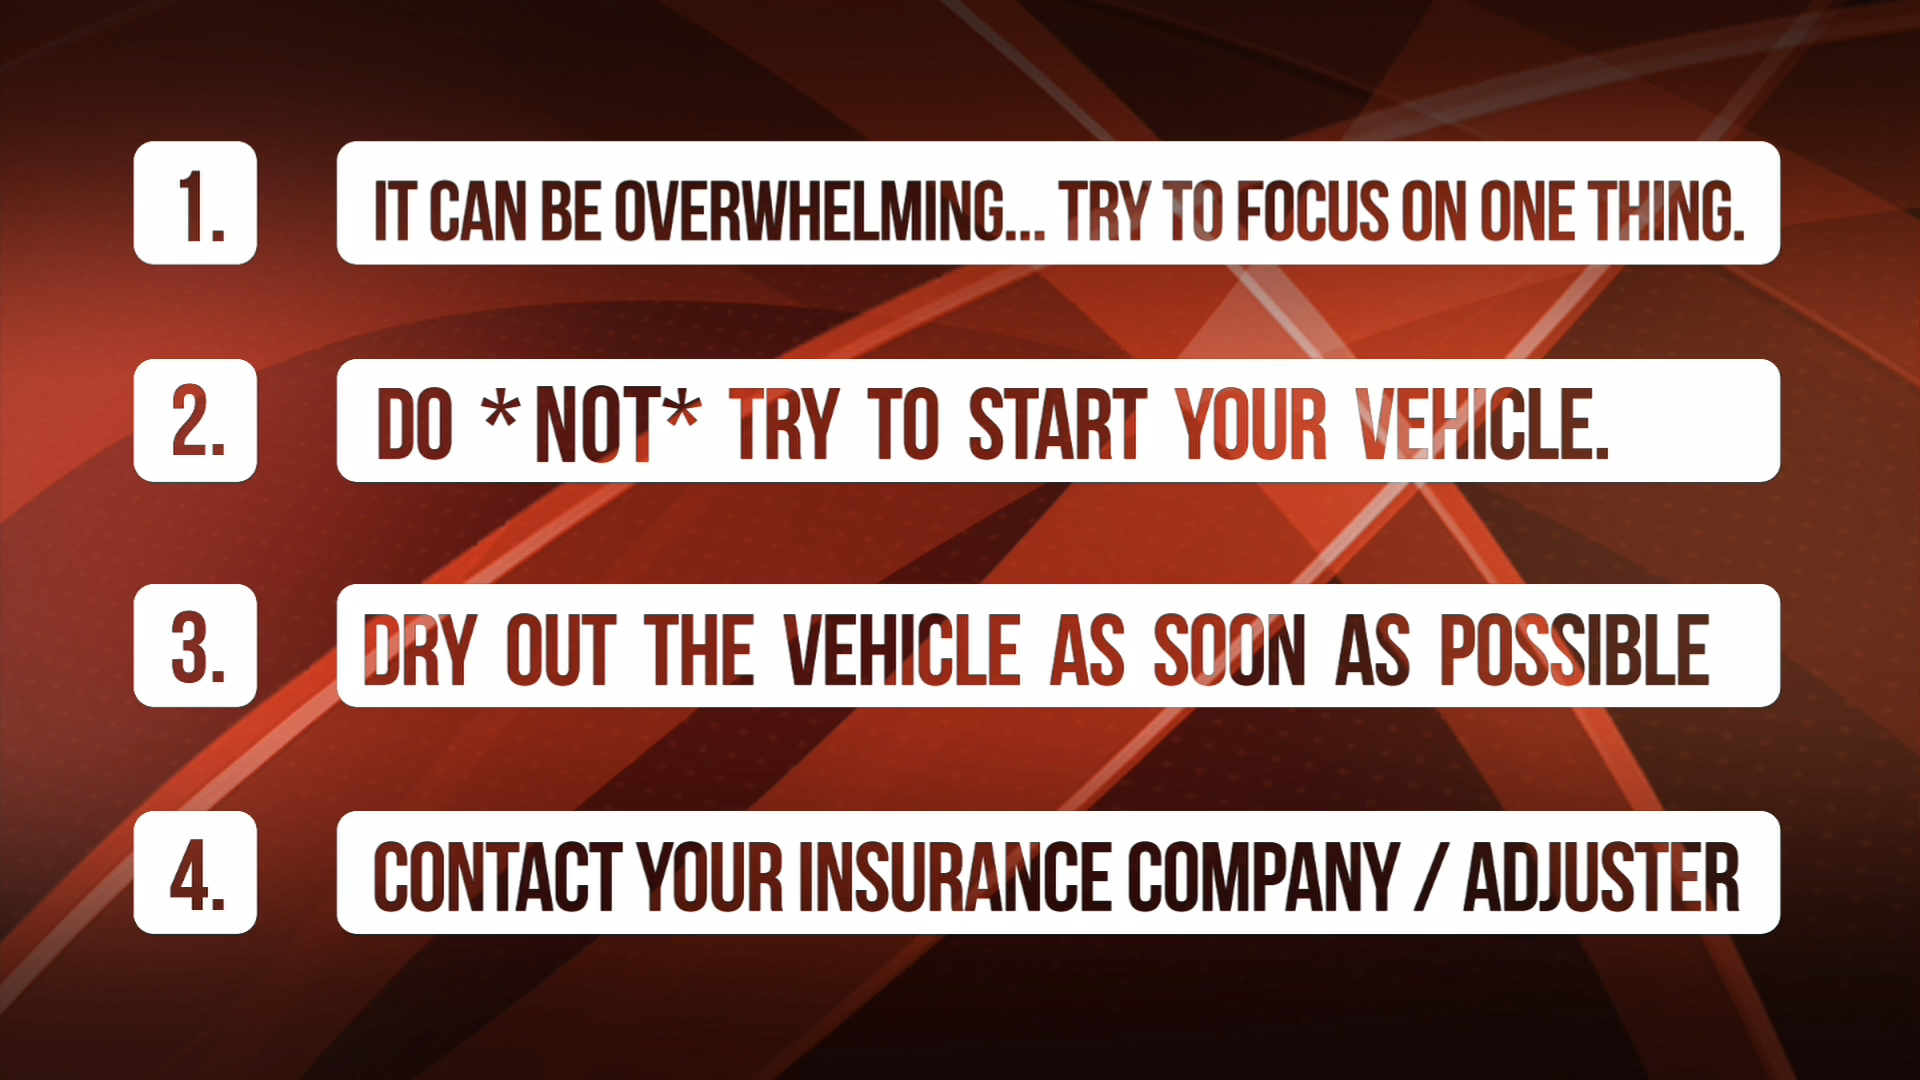 1. IT CAN BE OVERWHELMING... TRY TO FOCUS ON ONE THING.
2. DO *NOT* TRY TO START YOUR VEHICLE.
3. DRY OUT THE VEHICLE AS SOON AS POSSIBLE
4. CONTACT YOUR INSURANCE COMPANY / ADJUSTER